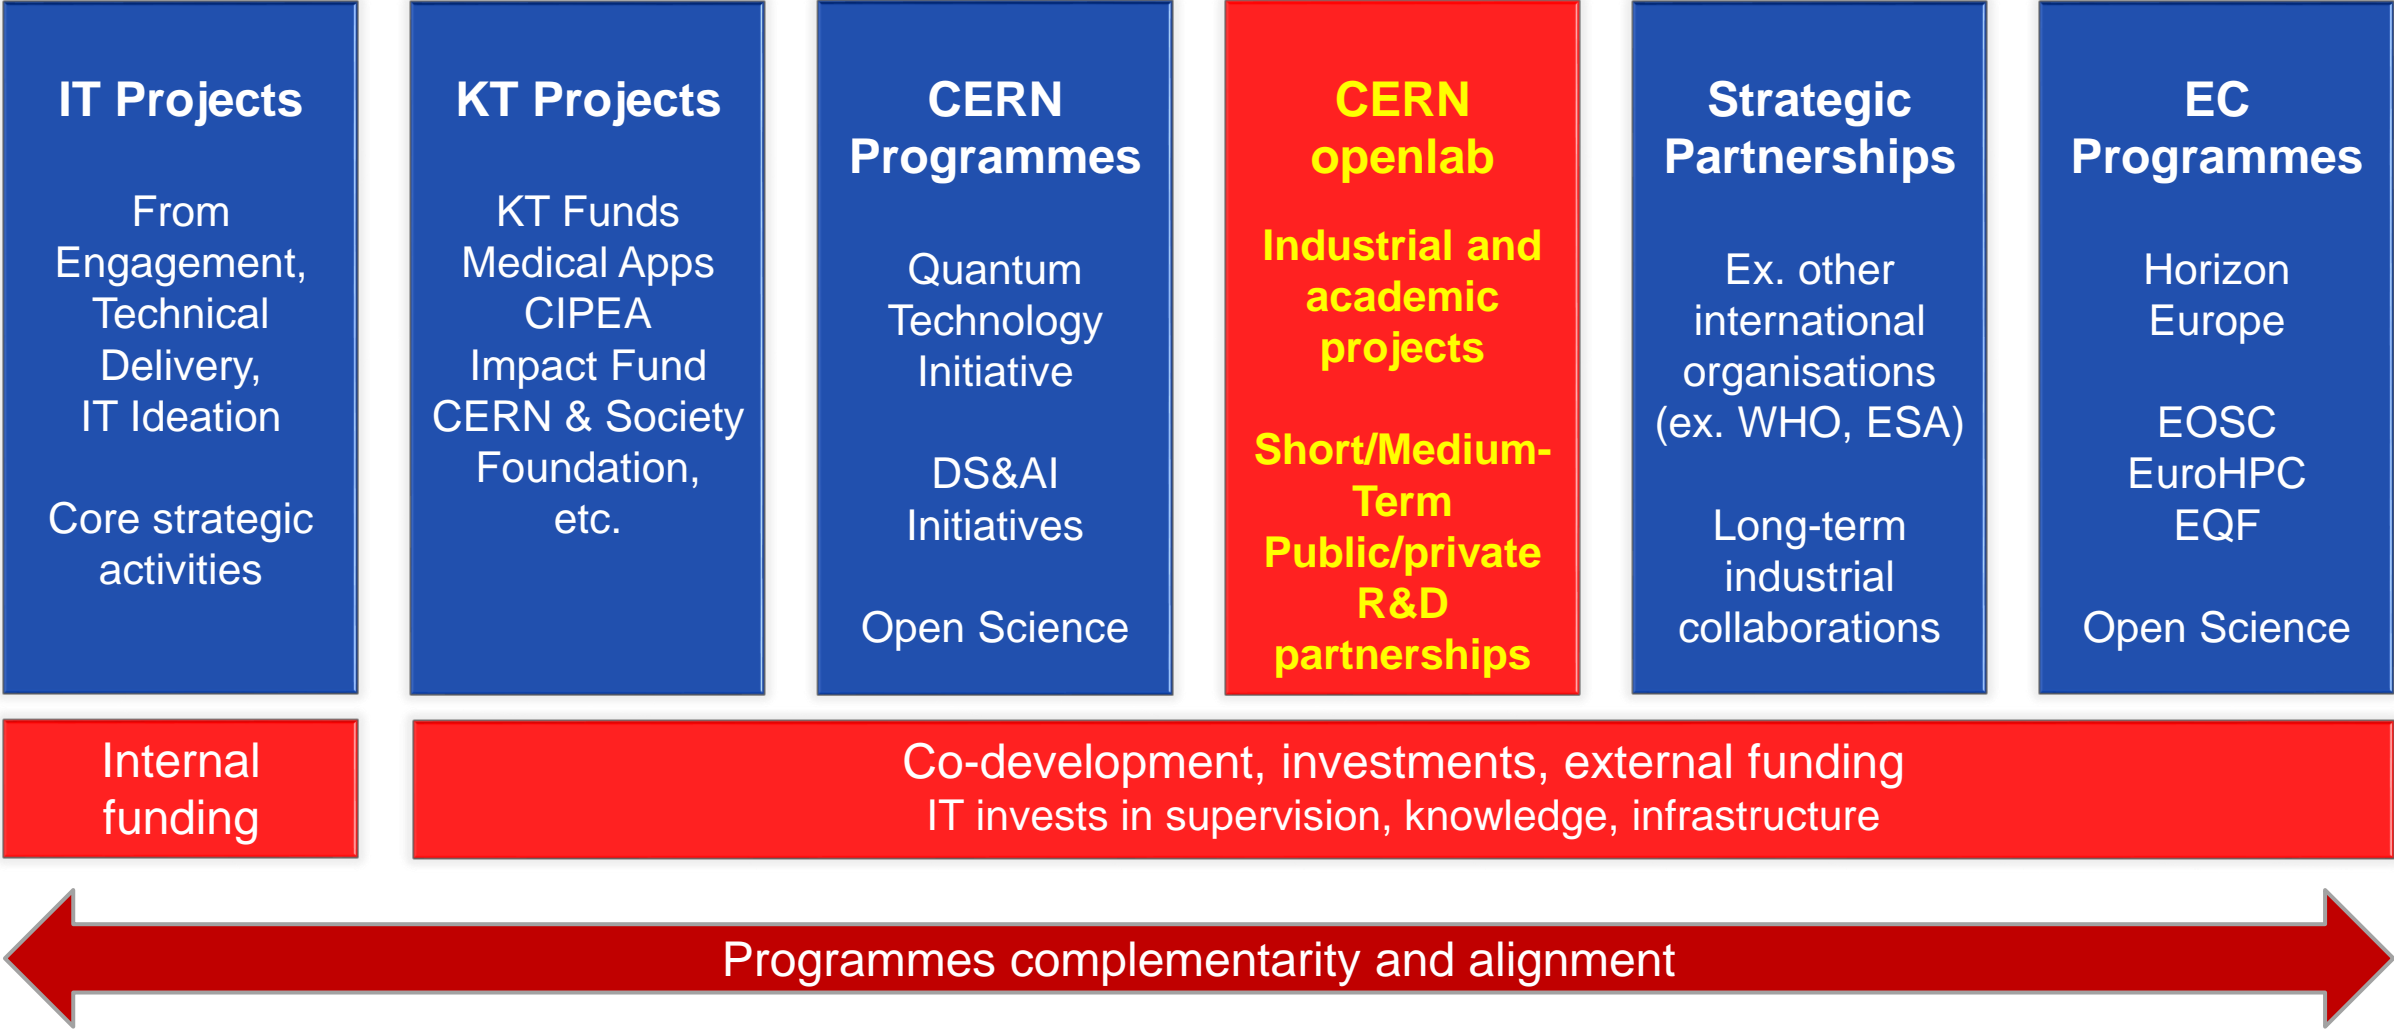 IT Projects
From
Engagement,
Technical
Delivery,
IT Ideation
Core strategic
activities
KT Projects
KT Funds
Medical Apps
CIPEA
Impact Fund
CERN & Society
Foundation,
etc.
CERN
Programmes
Quantum
Technology
Initiative
DS&AI
Initiatives
Open Science
CERN
openlab
Industrial and
academic
projects
Short/Medium-
Term
Public/private
R&D
partnerships
Strategic
Partnerships
Ex. other
international
organisations
(ex. WHO, ESA)
Long-term
industrial
collaborations
EC
Programmes
Horizon
Europe
EOSC
EuroHPC
EQF
Open Science
Internal
funding
Co-development, investments, external funding
IT invests in supervision, knowledge, infrastructure
Programmes complementarity and alignment